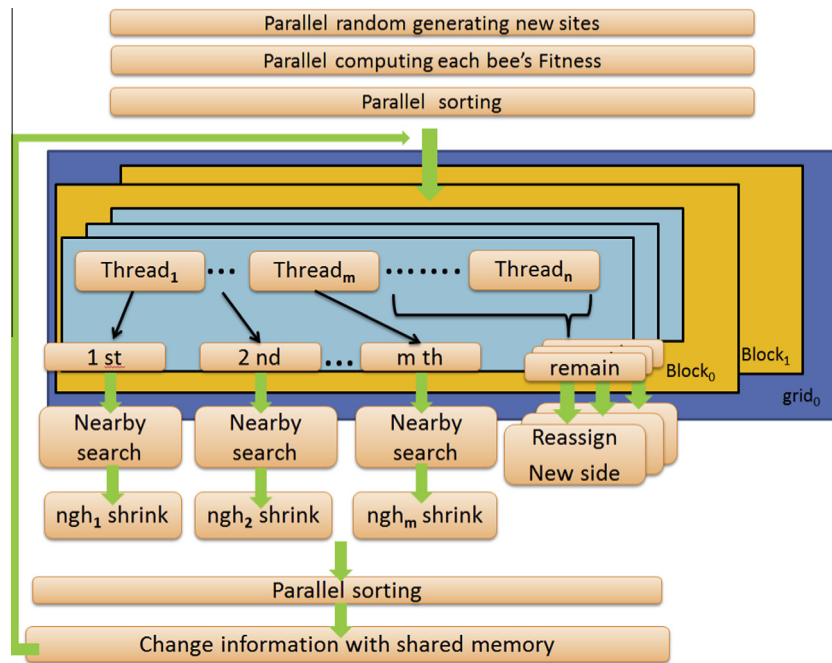 Parallel random generating new sites
Parallel computing each bee's Fitness
Parallel sorting
Thread1 ... Threadm ....... Threadn
1 st 2 nd ... m th remain
Block0
Block1
grid0
Nearby search
Nearby search
Nearby search
Reassign New side
ngh1 shrink
ngh2 shrink
nghm shrink
Parallel sorting
Change information with shared memory